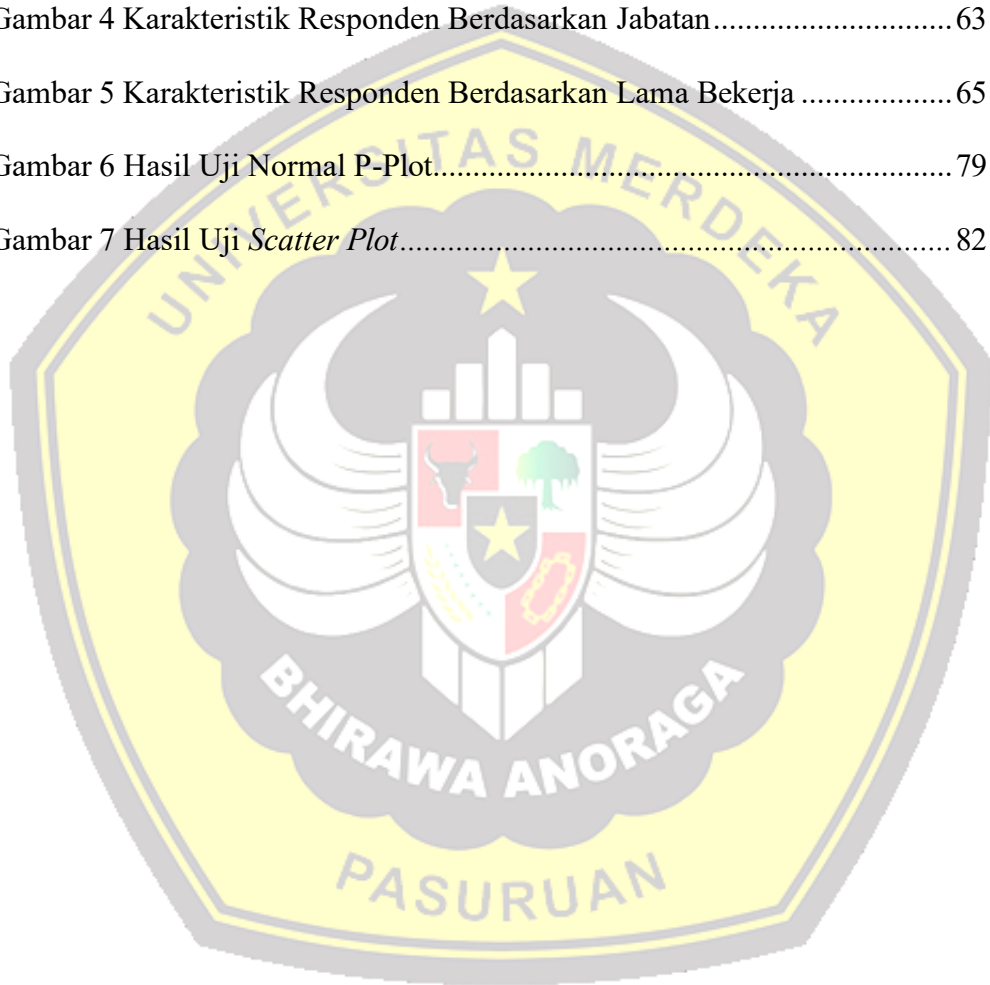 Gambar 4 Karakteristik Responden Berdasarkan Jabatan.............................. 63
Gambar 5 Karakteristik Responden Berdasarkan Lama Bekerja ................... 65
Gambar 6 Hasil Uji Normal P-Plot................................................................. 79
Gambar 7 Hasil Uji Scatter Plot..................................................................... 82
UNIVERSITAS MERDEKA
BHIRAWA ANORAGA
PASURUAN